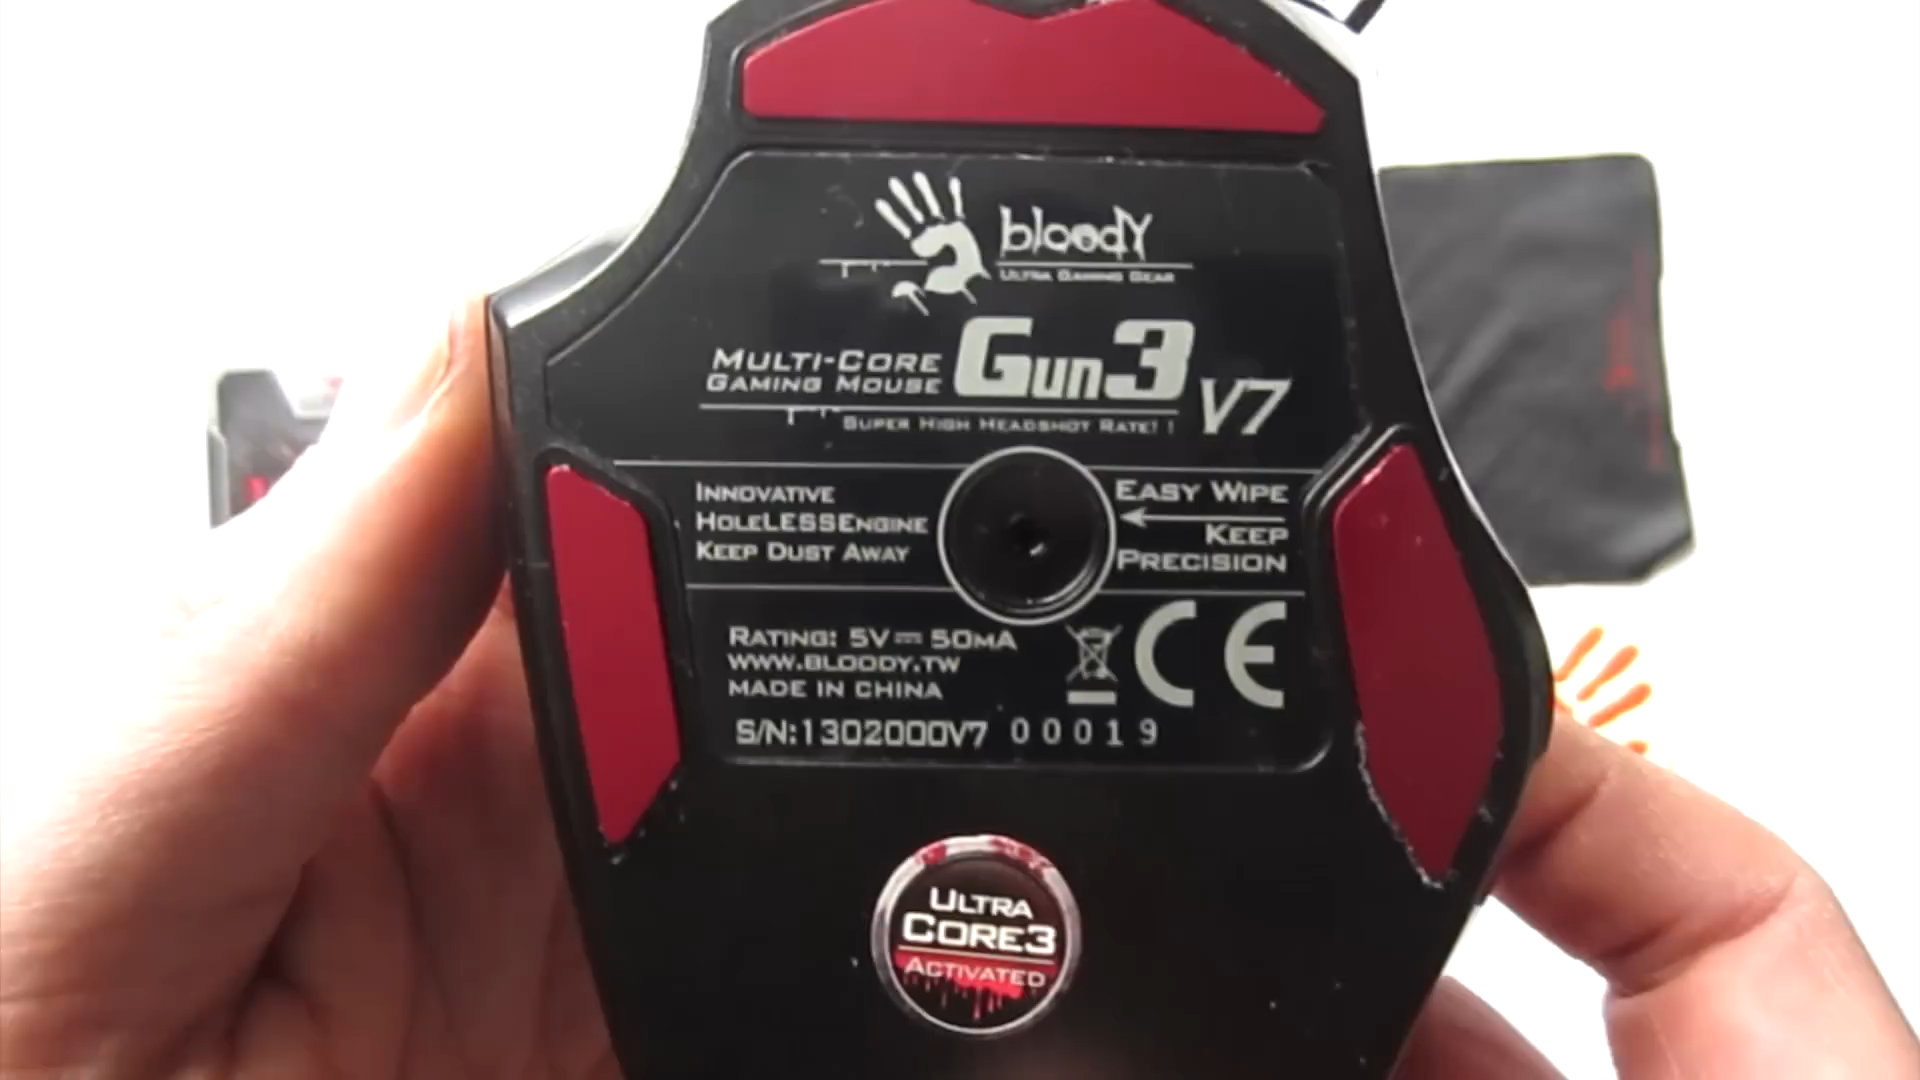 bloody
ULTRA GAMING GEAR
MULTI-CORE
GAMING MOUSE
Gun3
V7
SUPER HIGH HEADSHOT RATE! !
INNOVATIVE
HOLELESSENGINE
KEEP DUST AWAY
EASY WIPE
KEEP
PRECISION
RATING: 5V⎓50MA
WWW.BLOODY.TW
MADE IN CHINA
CE
S/N:1302000V7 00019
ULTRA
CORE3
ACTIVATED